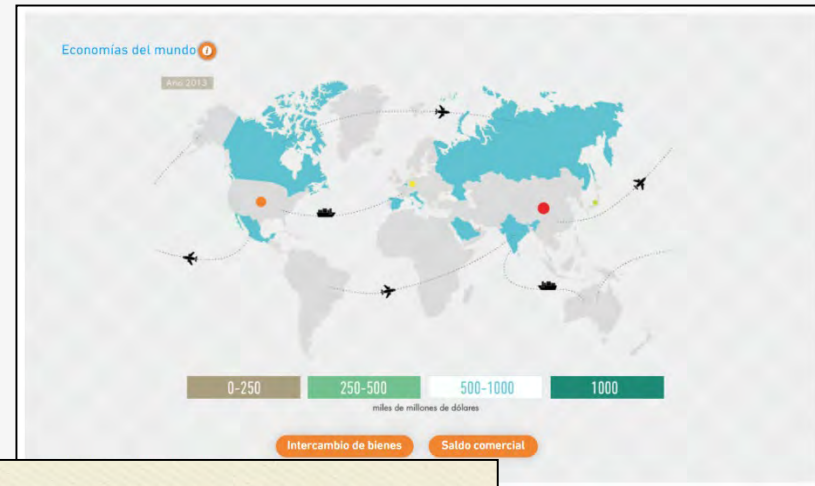 Economías del mundo i
Año 2013
0-250 250-500 500-1000 1000
miles de millones de dólares
Intercambio de bienes Saldo comercial